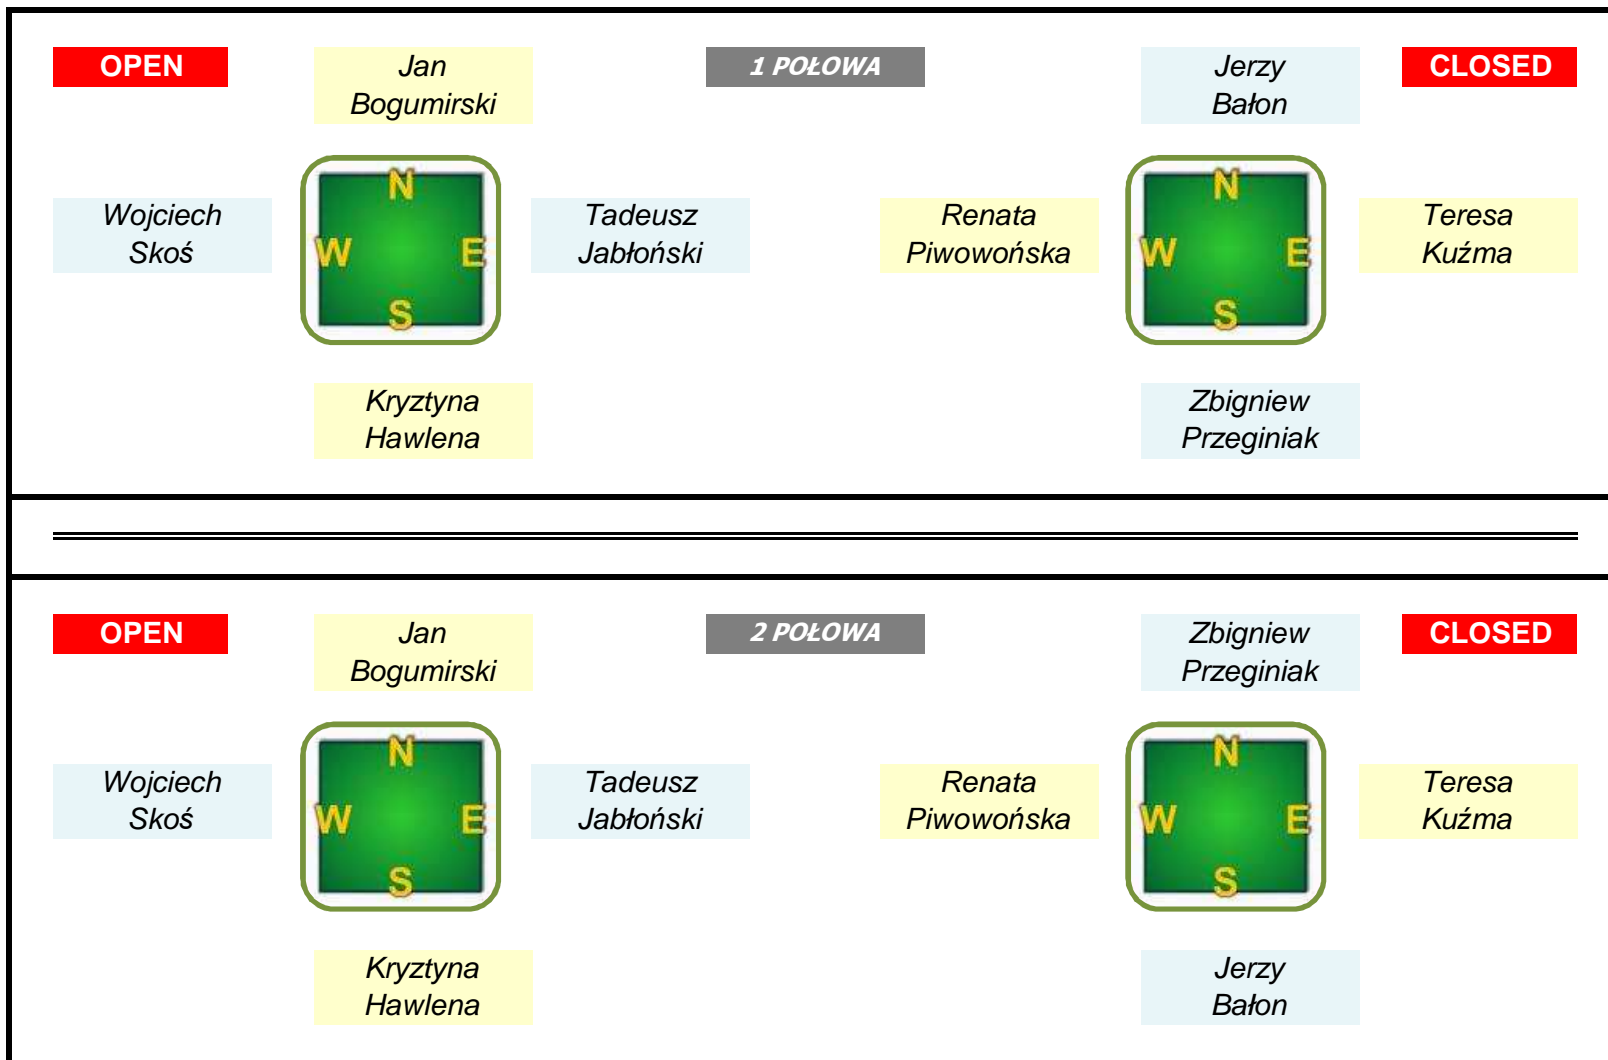 OPEN
Jan
Bogumirski
1 POŁOWA
Jerzy
Bałon
CLOSED
N
Wojciech
Skoś
W
E
Tadeusz
Jabłoński
S
Kryztyna
Hawlena
Renata
Piwowońska
N
W
E
S
Teresa
Kuźma
Zbigniew
Przeginiak
OPEN
Jan
Bogumirski
2 POŁOWA
Zbigniew
Przeginiak
CLOSED
N
Wojciech
Skoś
W
E
Tadeusz
Jabłoński
S
Kryztyna
Hawlena
Renata
Piwowońska
N
W
E
S
Teresa
Kuźma
Jerzy
Bałon